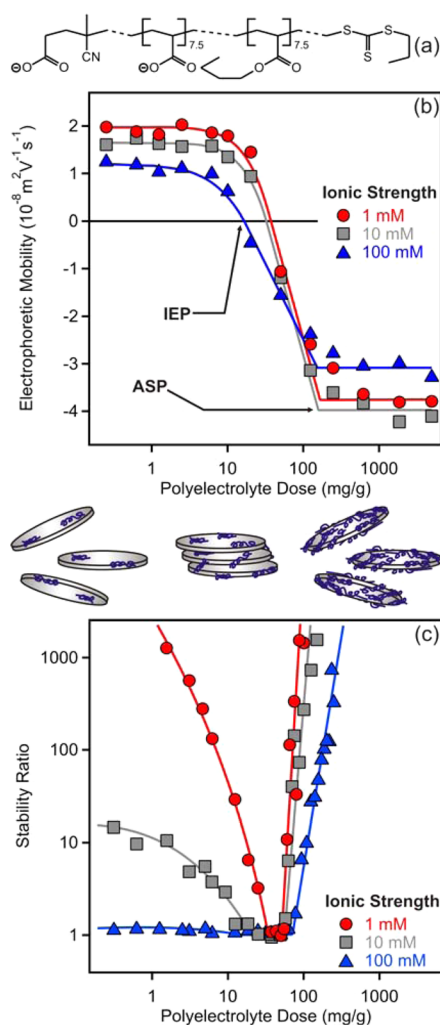 (a)
⊖O
O
CN
7.5
⊖O
O
7.5
O
O
S
S
S
(b)
Electrophoretic Mobility (10⁻⁸ m²V⁻¹s⁻¹)
2
1
0
-1
-2
-3
-4
Ionic Strength
1 mM
10 mM
100 mM
IEP
ASP
1
10
100
1000
Polyelectrolyte Dose (mg/g)
(c)
Stability Ratio
1000
100
10
1
Ionic Strength
1 mM
10 mM
100 mM
1
10
100
1000
Polyelectrolyte Dose (mg/g)